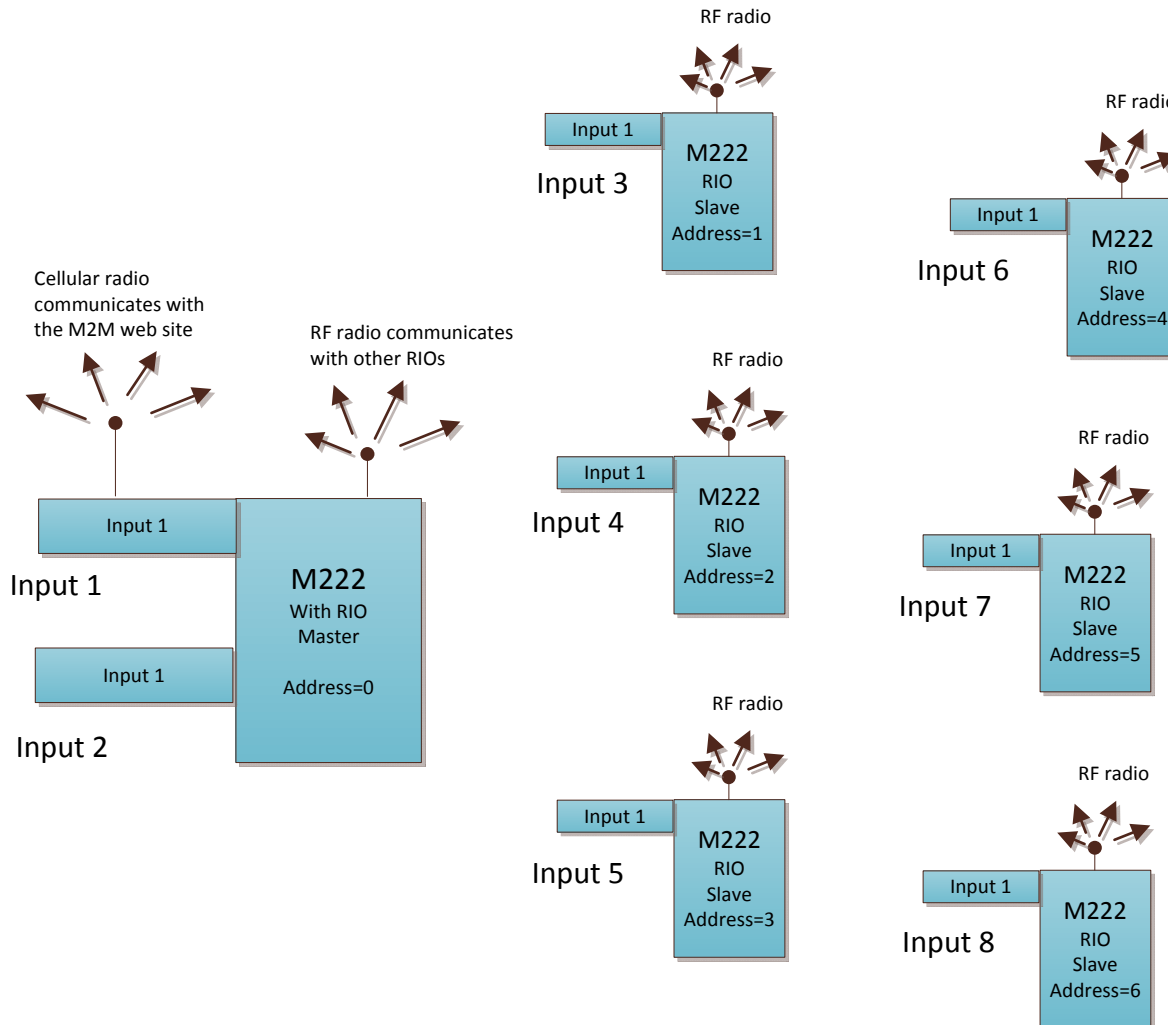 Cellular radio
communicates with
the M2M web site
RF radio communicates
with other RIOs
Input 1
Input 1
M222
With RIO
Master
Address=0
Input 1
Input 2
RF radio
Input 1
Input 3
M222
RIO
Slave
Address=1
RF radio
Input 1
Input 4
M222
RIO
Slave
Address=2
RF radio
Input 1
Input 5
M222
RIO
Slave
Address=3
RF radio
Input 1
Input 6
M222
RIO
Slave
Address=4
RF radio
Input 1
Input 7
M222
RIO
Slave
Address=5
RF radio
Input 1
Input 8
M222
RIO
Slave
Address=6